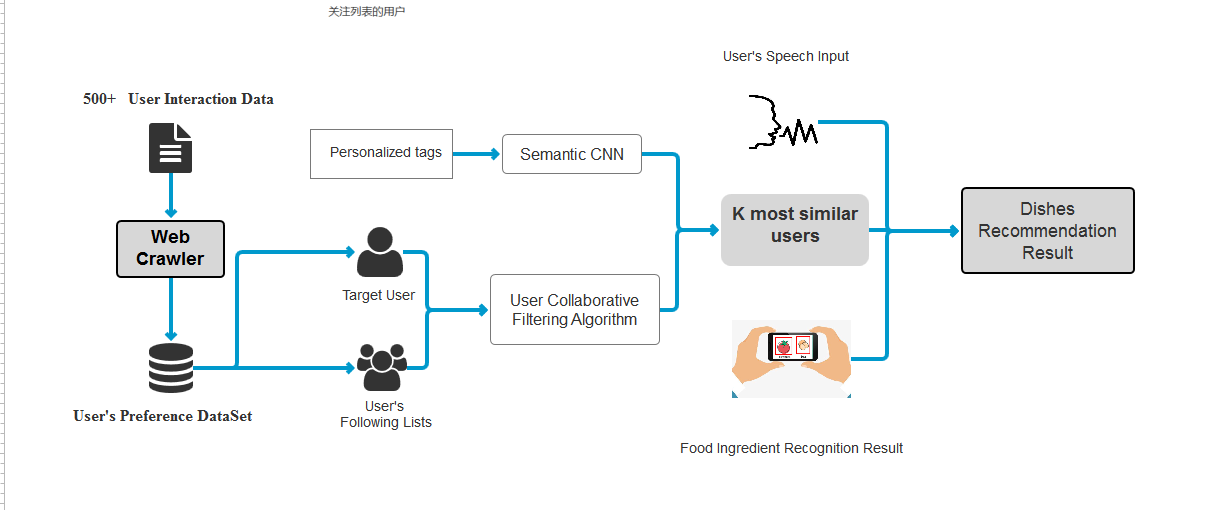 关注列表的用户
User's Speech Input
500+ User Interaction Data
Personalized tags
Semantic CNN
Web
Crawler
K most similar
users
Dishes
Recommendation
Result
Target User
User Collaborative
Filtering Algorithm
User's Preference DataSet
User's
Following Lists
Food Ingredient Recognition Result